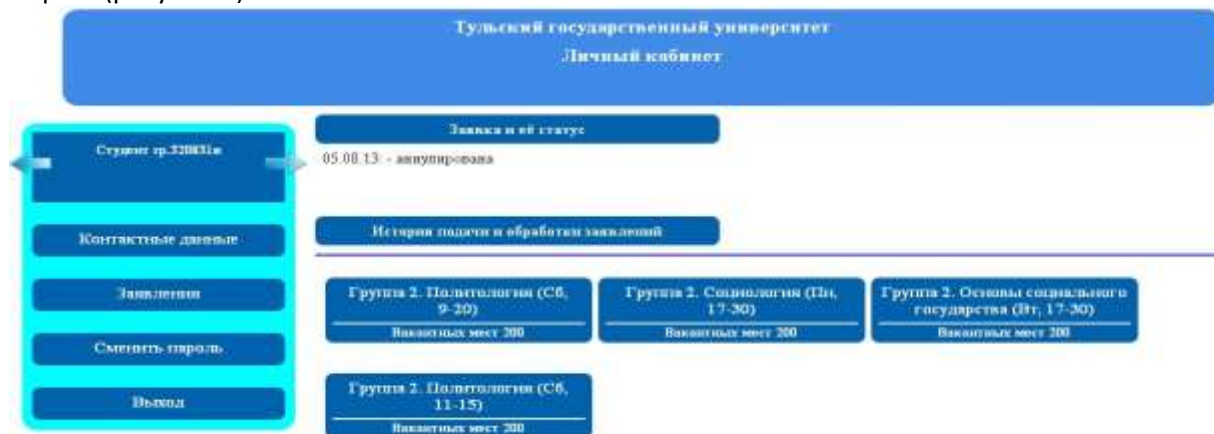 Тульский государственный университет
Личный кабинет
Студент гр.
Контактные данные
Заявления
Сменить пароль
Выход
Заявка и её статус
05.08.13: - аннулирована
История подачи и обработки заявлений
Группа 2. Политология (Сб,
9-20)
Вакантных мест 200
Группа 2. Социология (Пн,
17-30)
Вакантных мест 200
Группа 2. Основы социального
государства (Вт, 17-30)
Вакантных мест 200
Группа 2. Политология (Сб,
11-15)
Вакантных мест 200